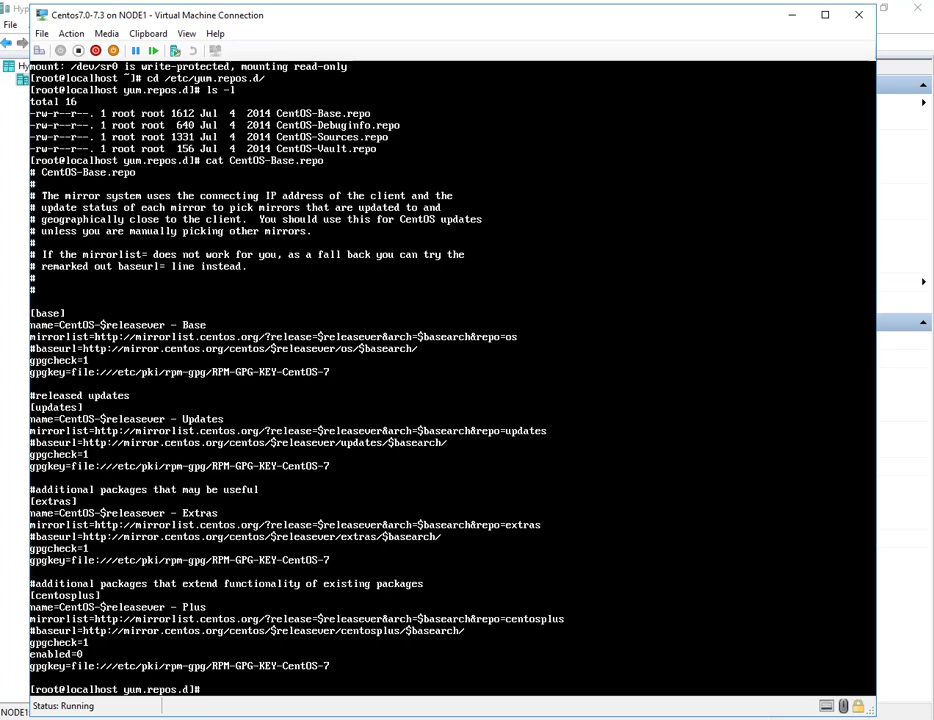 Hyp
File
Hy
NODE1
Centos7.0-7.3 on NODE1 - Virtual Machine Connection
File Action Media Clipboard View Help
mount: /dev/sr0 is write-protected, mounting read-only
[root@localhost ~]# cd /etc/yum.repos.d/
[root@localhost yum.repos.d]# ls -l
total 16
-rw-r--r--. 1 root root 1612 Jul  4  2014 CentOS-Base.repo
-rw-r--r--. 1 root root  640 Jul  4  2014 CentOS-Debuginfo.repo
-rw-r--r--. 1 root root 1331 Jul  4  2014 CentOS-Sources.repo
-rw-r--r--. 1 root root  156 Jul  4  2014 CentOS-Vault.repo
[root@localhost yum.repos.d]# cat CentOS-Base.repo
# CentOS-Base.repo
#
# The mirror system uses the connecting IP address of the client and the
# update status of each mirror to pick mirrors that are updated to and
# geographically close to the client.  You should use this for CentOS updates
# unless you are manually picking other mirrors.
#
# If the mirrorlist= does not work for you, as a fall back you can try the
# remarked out baseurl= line instead.
#
#
[base]
name=CentOS-$releasever - Base
mirrorlist=http://mirrorlist.centos.org/?release=$releasever&arch=$basearch&repo=os
#baseurl=http://mirror.centos.org/centos/$releasever/os/$basearch/
gpgcheck=1
gpgkey=file:///etc/pki/rpm-gpg/RPM-GPG-KEY-CentOS-7
#released updates
[updates]
name=CentOS-$releasever - Updates
mirrorlist=http://mirrorlist.centos.org/?release=$releasever&arch=$basearch&repo=updates
#baseurl=http://mirror.centos.org/centos/$releasever/updates/$basearch/
gpgcheck=1
gpgkey=file:///etc/pki/rpm-gpg/RPM-GPG-KEY-CentOS-7
#additional packages that may be useful
[extras]
name=CentOS-$releasever - Extras
mirrorlist=http://mirrorlist.centos.org/?release=$releasever&arch=$basearch&repo=extras
#baseurl=http://mirror.centos.org/centos/$releasever/extras/$basearch/
gpgcheck=1
gpgkey=file:///etc/pki/rpm-gpg/RPM-GPG-KEY-CentOS-7
#additional packages that extend functionality of existing packages
[centosplus]
name=CentOS-$releasever - Plus
mirrorlist=http://mirrorlist.centos.org/?release=$releasever&arch=$basearch&repo=centosplus
#baseurl=http://mirror.centos.org/centos/$releasever/centosplus/$basearch/
gpgcheck=1
enabled=0
gpgkey=file:///etc/pki/rpm-gpg/RPM-GPG-KEY-CentOS-7
[root@localhost yum.repos.d]#
Status: Running